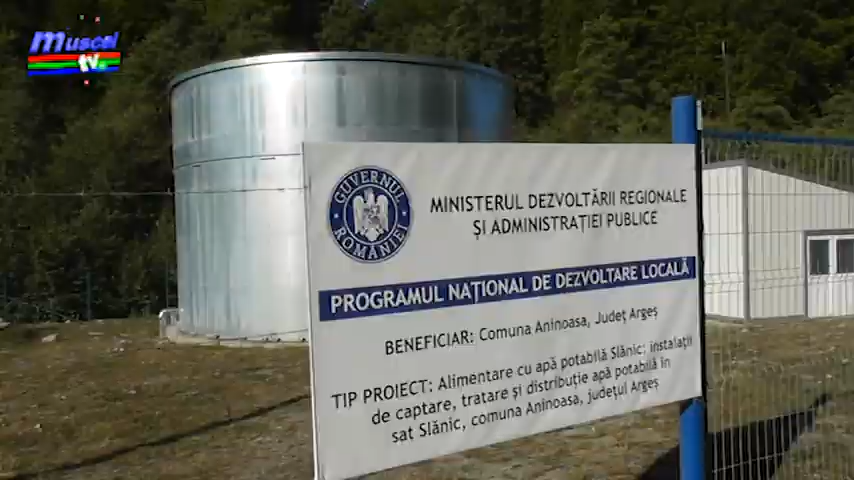 Muscel
tv.
GUVERNUL
ROMÂNIEI
MINISTERUL DEZVOLTĂRII REGIONALE
ȘI ADMINISTRAȚIEI PUBLICE
PROGRAMUL NAȚIONAL DE DEZVOLTARE LOCALĂ
BENEFICIAR: Comuna Aninoasa, Județ Argeș
TIP PROIECT: Alimentare cu apă potabilă Slănic; instalații
de captare, tratare și distribuție apă potabilă în
sat Slănic, comuna Aninoasa, județul Argeș